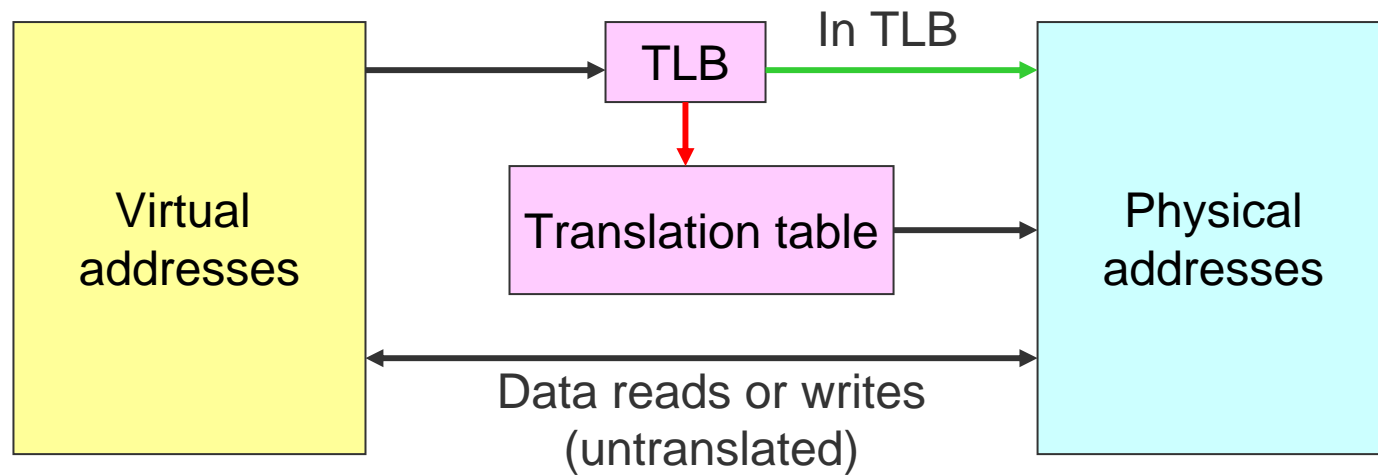 In TLB
TLB
Virtual
addresses
Translation table
Physical
addresses
Data reads or writes
(untranslated)